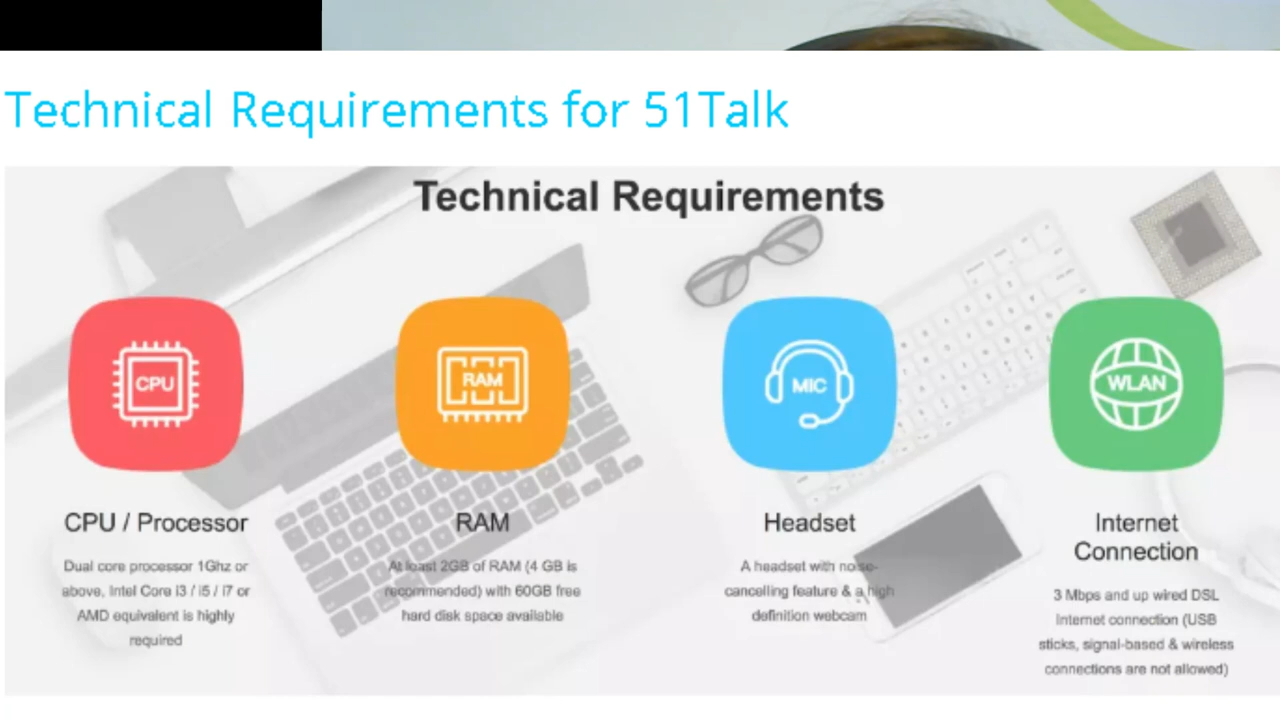 Technical Requirements for 51Talk
Technical Requirements
CPU
RAM
MIC
WLAN
CPU / Processor
Dual core processor 1Ghz or
above, Intel Core i3 / i5 / i7 or
AMD equivalent is highly
required
RAM
At least 2GB of RAM (4 GB is
recommended) with 60GB free
hard disk space available
Headset
A headset with noise-
cancelling feature & a high
definition webcam
Internet
Connection
3 Mbps and up wired DSL
Internet connection (USB
sticks, signal-based & wireless
connections are not allowed)